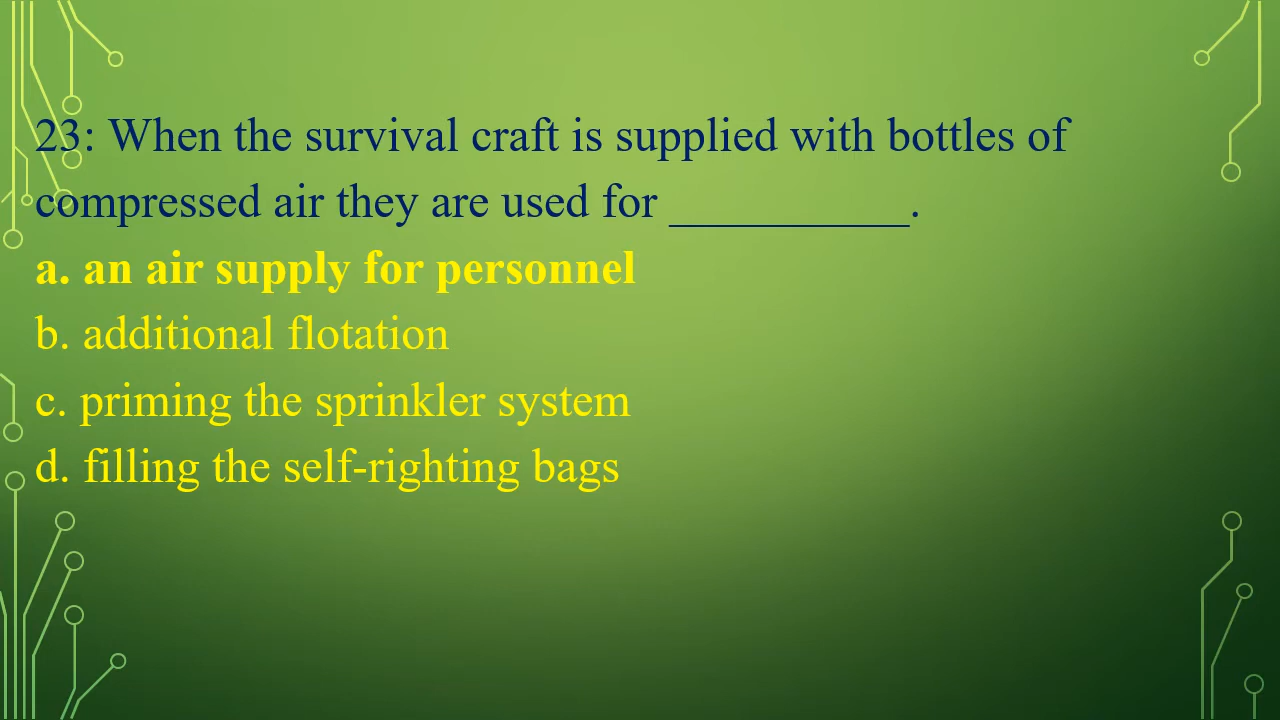 23: When the survival craft is supplied with bottles of
compressed air they are used for __________.
a. an air supply for personnel
b. additional flotation
c. priming the sprinkler system
d. filling the self-righting bags